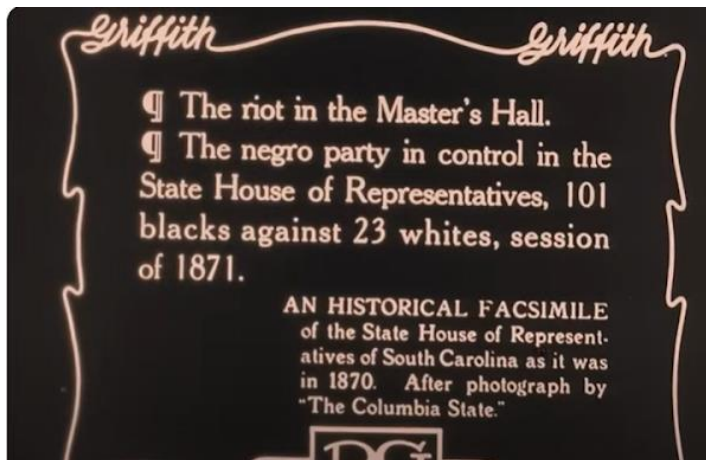 Griffith Griffith
¶ The riot in the Master's Hall.
¶ The negro party in control in the
State House of Representatives, 101
blacks against 23 whites, session
of 1871.
AN HISTORICAL FACSIMILE
of the State House of Represent-
atives of South Carolina as it was
in 1870. After photograph by
"The Columbia State."
DG